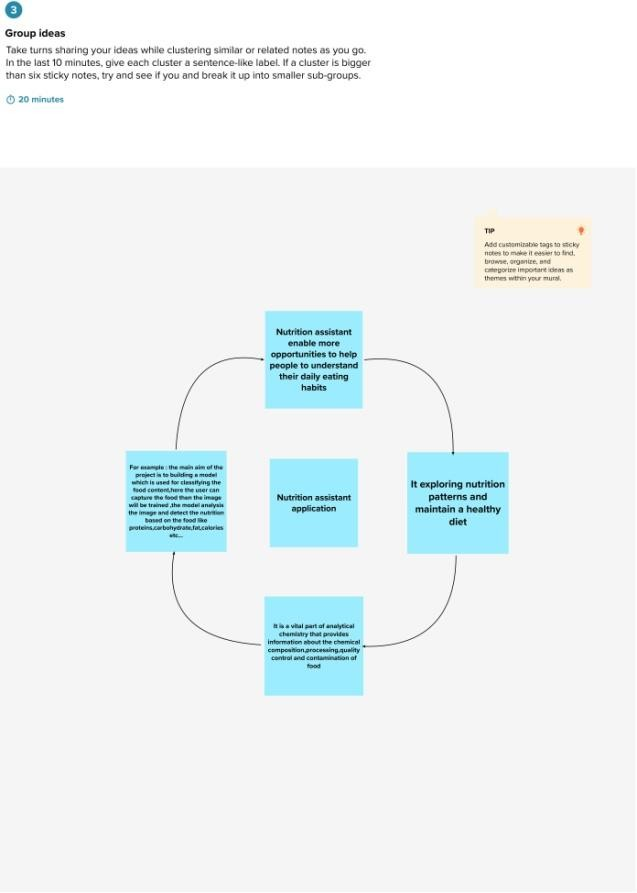 3
Group ideas
Take turns sharing your ideas while clustering similar or related notes as you go.
In the last 10 minutes, give each cluster a sentence-like label. If a cluster is bigger
than six sticky notes, try and see if you and break it up into smaller sub-groups.
20 minutes
TIP
Add customizable tags to sticky
notes to make it easier to find,
browse, organize, and
categorize important ideas as
themes within your mural.
Nutrition assistant
enable more
opportunities to help
people to understand
their daily eating
habits
For example : the main aim of the
project is to building a model
which is used for classifying the
food content,here the user can
capture the food then the image
will be trained ,the model analysis
the image and detect the nutrition
based on the food like
proteins,carbohydrate,fat,calories
etc...
Nutrition assistant
application
It exploring nutrition
patterns and
maintain a healthy
diet
It is a vital part of analytical
chemistry that provides
information about the chemical
composition,processing,quality
control and contamination of
food